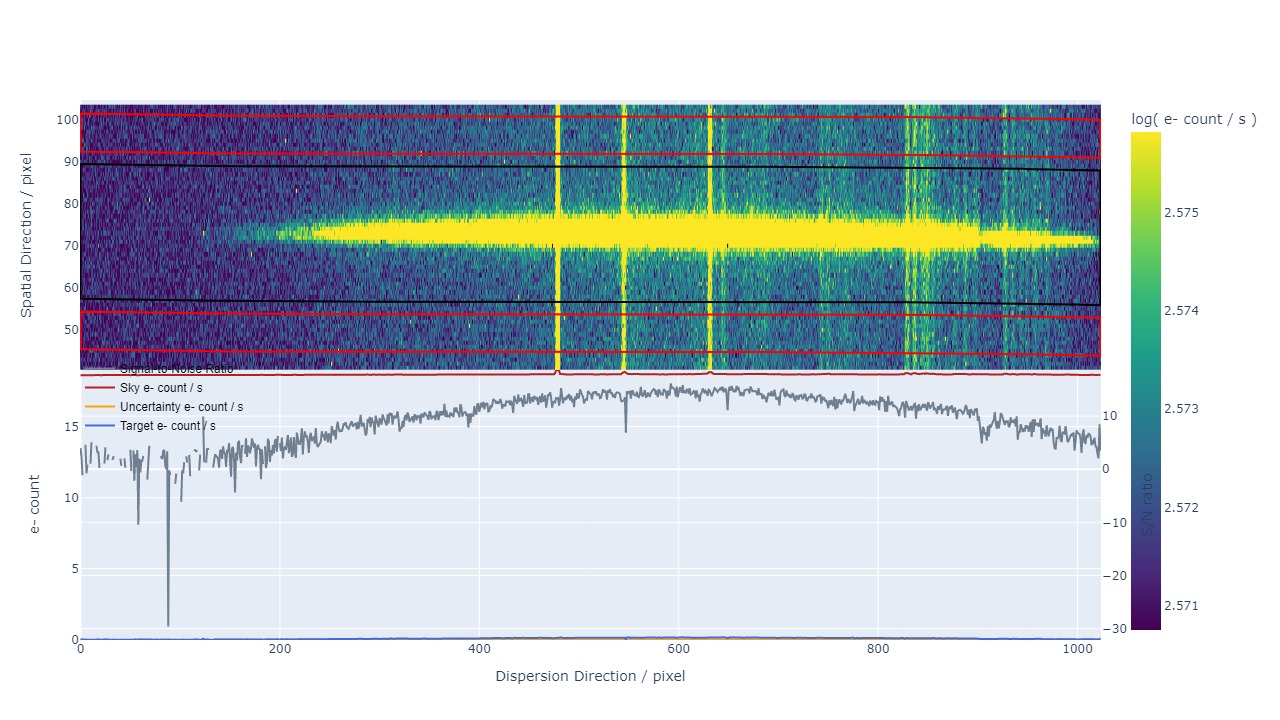 log( e- count / s )
100
90
80
70
60
50
Spatial Direction / pixel
2.575
2.574
2.573
2.572
2.571
Signal-to-Noise Ratio
Sky e- count / s
Uncertainty e- count / s
Target e- count / s
15
10
5
0
e- count
10
0
−10
−20
−30
S/N ratio
0
200
400
600
800
1000
Dispersion Direction / pixel